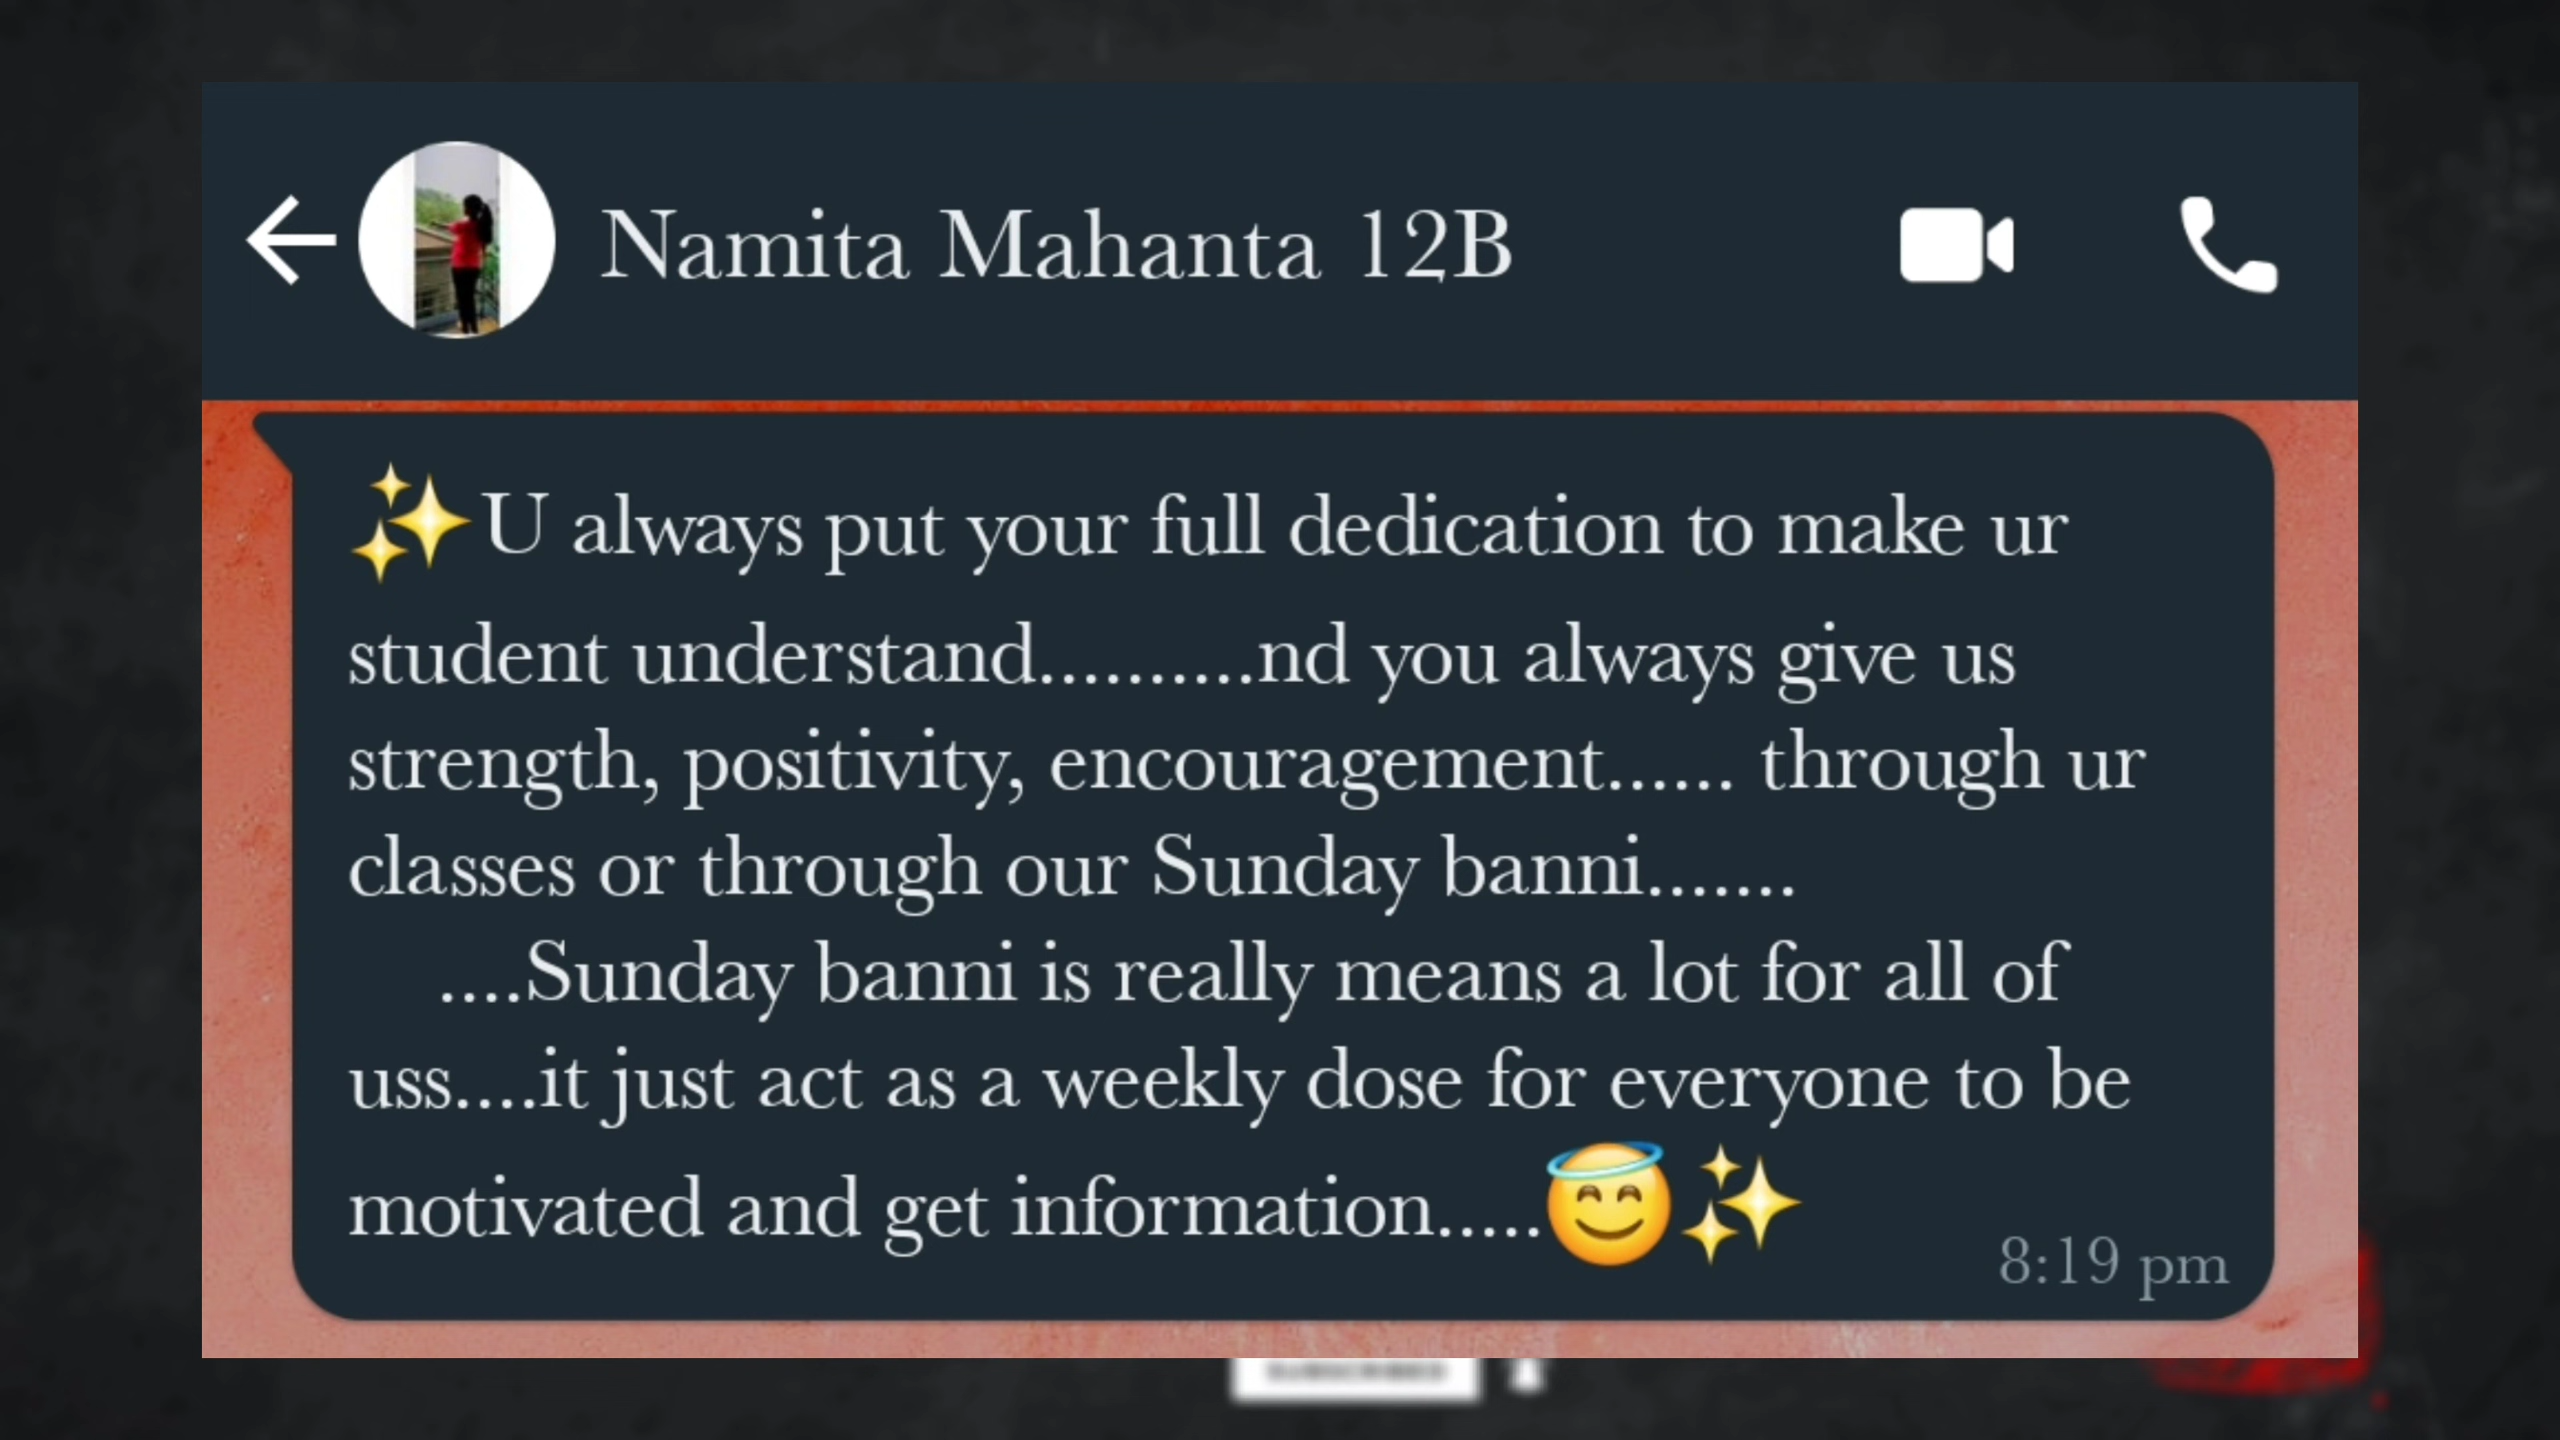 Namita Mahanta 12B
✨U always put your full dedication to make ur
student understand..........nd you always give us
strength, positivity, encouragement...... through ur
classes or through our Sunday banni.......
....Sunday banni is really means a lot for all of
uss....it just act as a weekly dose for everyone to be
motivated and get information.....😇✨
8:19 pm